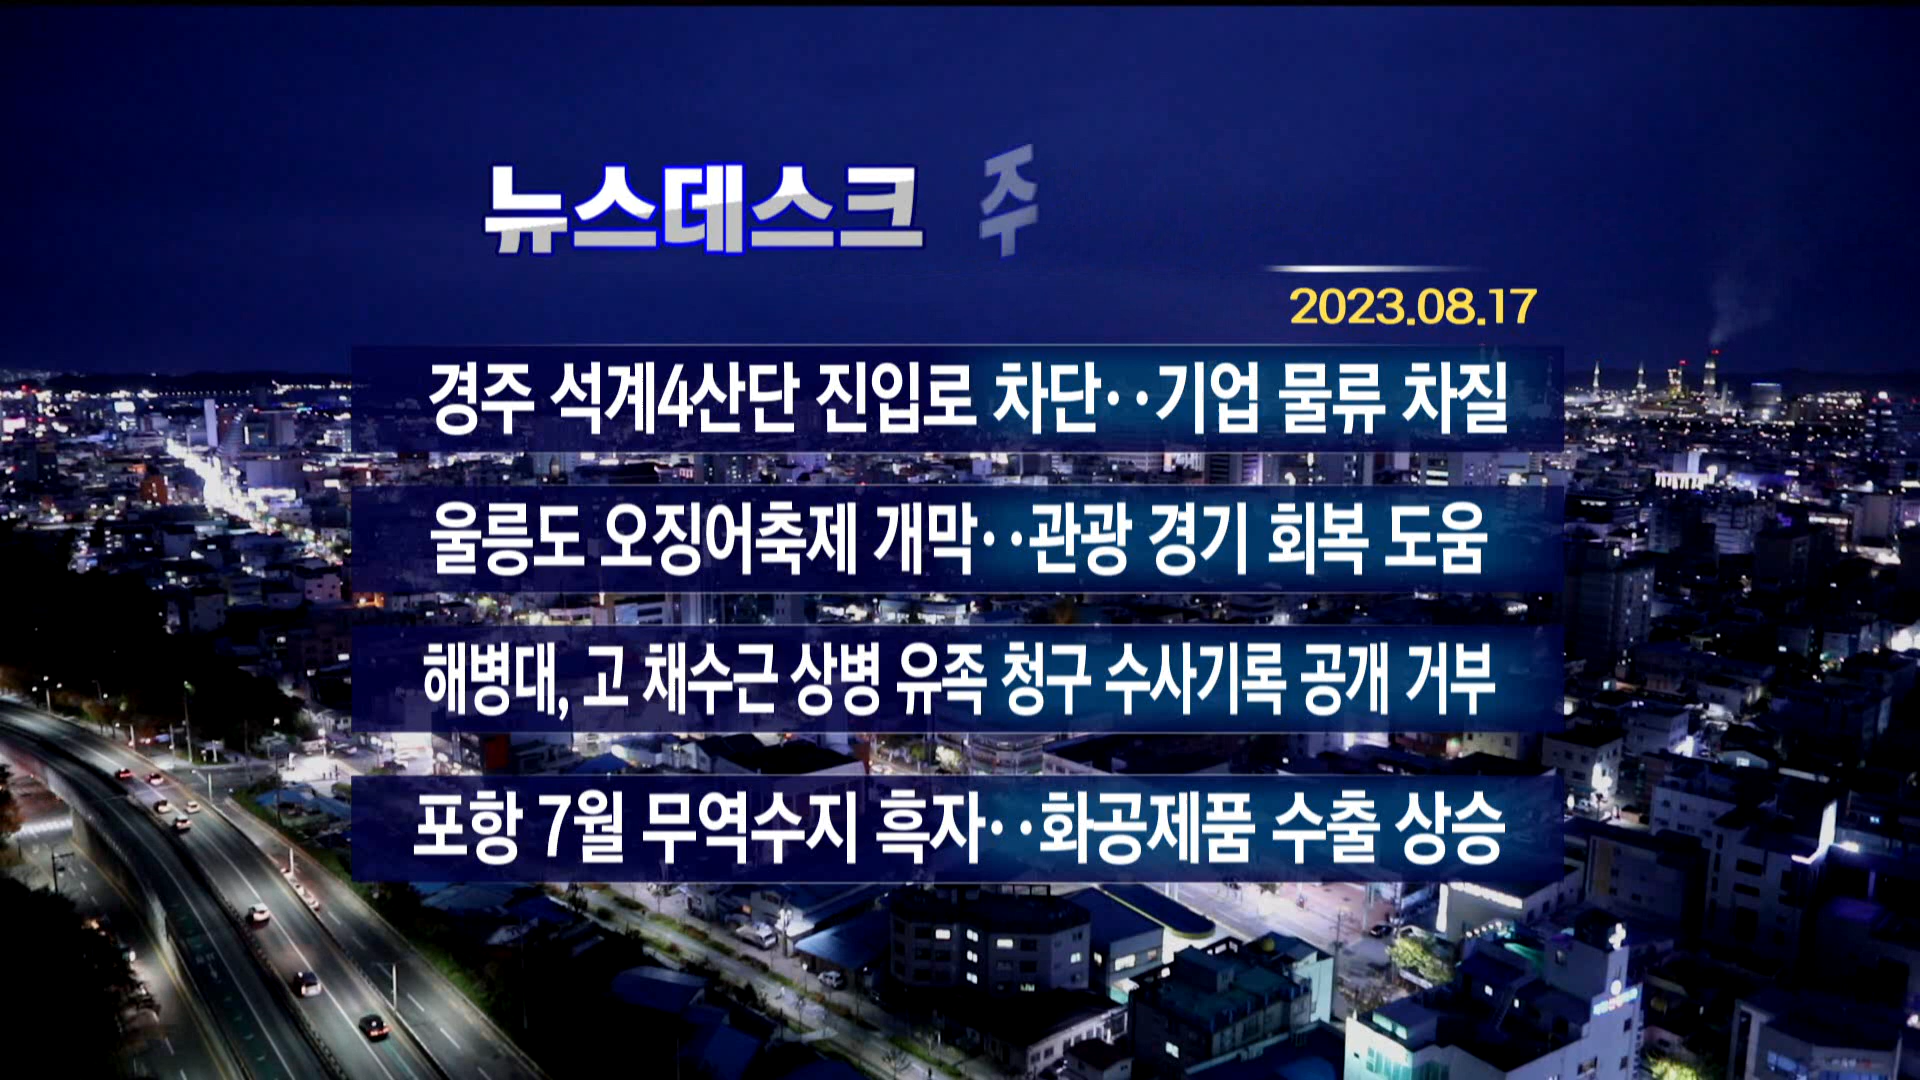 뉴스데스크 주
2023.08.17
경주 석계4산단 진입로 차단‥기업 물류 차질
울릉도 오징어축제 개막‥관광 경기 회복 도움
해병대, 고 채수근 상병 유족 청구 수사기록 공개 거부
포항 7월 무역수지 흑자‥화공제품 수출 상승